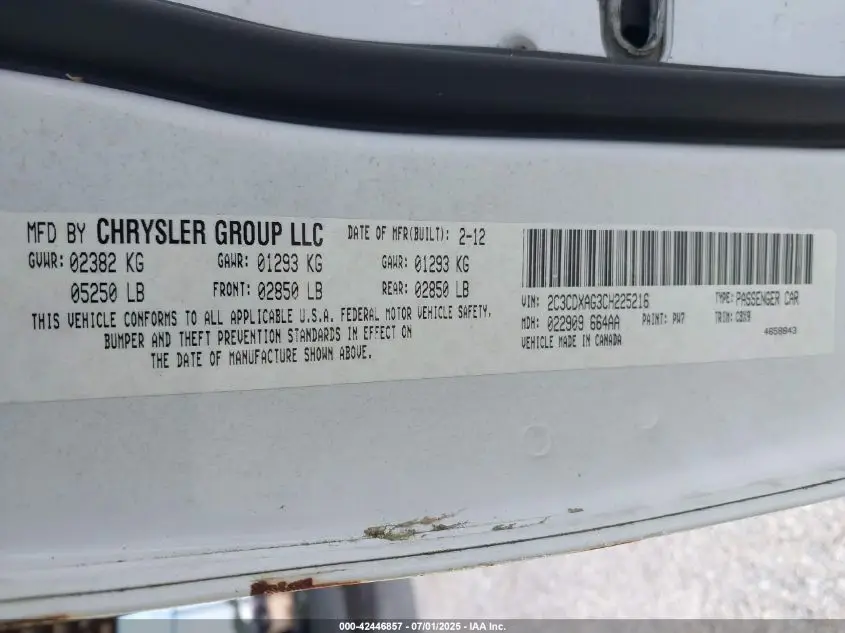 MFD BY CHRYSLER GROUP LLC DATE OF MFR(BUILT): 2-12
GVWR: 02382 KG GAWR: 01293 KG GAWR: 01293 KG
05250 LB FRONT: 02850 LB REAR: 02850 LB
THIS VEHICLE CONFORMS TO ALL APPLICABLE U.S.A. FEDERAL MOTOR VEHICLE SAFETY,
BUMPER AND THEFT PREVENTION STANDARDS IN EFFECT ON
THE DATE OF MANUFACTURE SHOWN ABOVE.
VIN: 2C3CDXAG3CH225216 TYPE: PASSENGER CAR
MDH: 022909 664AA PAINT: PW7 TRIM:
VEHICLE MADE IN CANADA 4658843
000-42446857 - 07/01/2025 - IAA Inc.